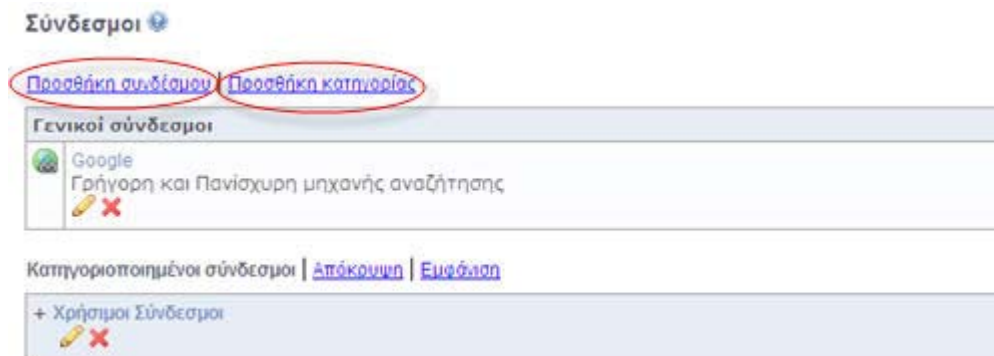 Σύνδεσμοι
Προσθήκη συνδέσμου | Προσθήκη κατηγορίας
Γενικοί σύνδεσμοι
Google
Γρήγορη και Πανίσχυρη μηχανής αναζήτησης
Κατηγοριοποιημένοι σύνδεσμοι | Απόκρυψη | Εμφάνιση
+ Χρήσιμοι Σύνδεσμοι